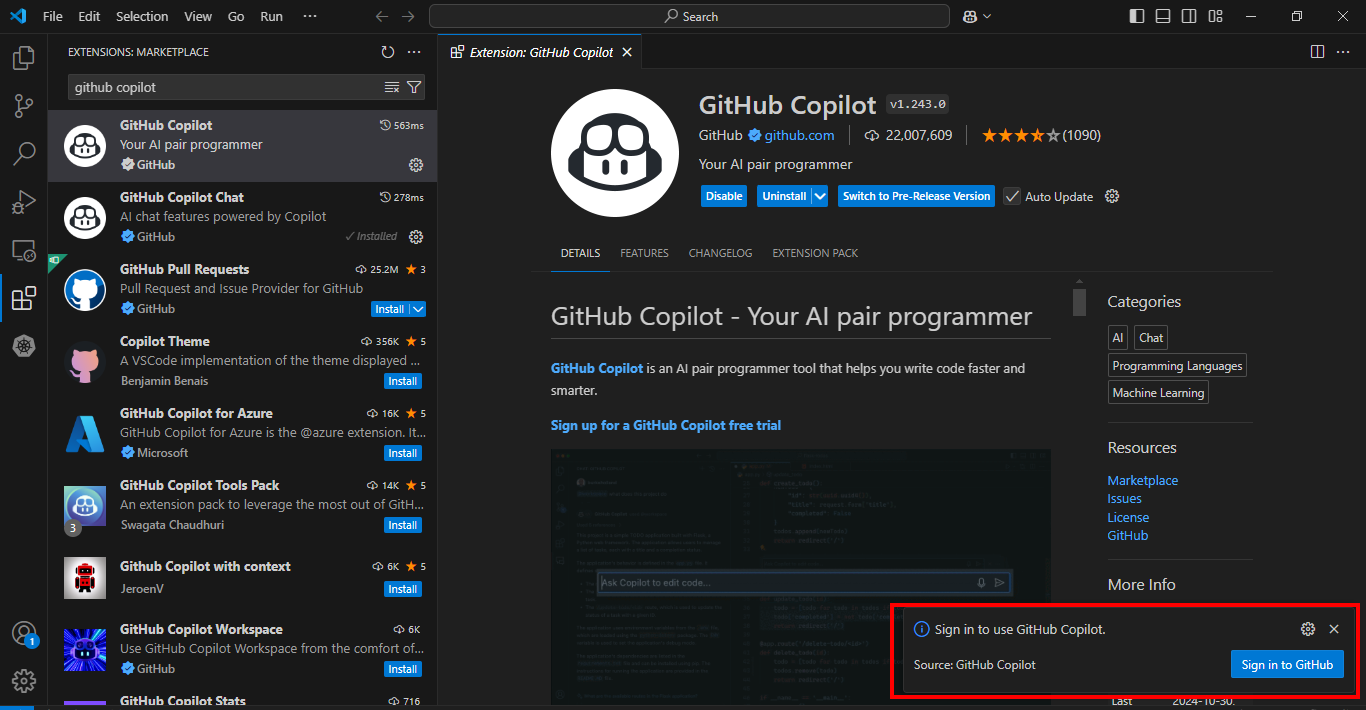 File Edit Selection View Go Run ···
Search
EXTENSIONS: MARKETPLACE
github copilot
GitHub Copilot 563ms
Your AI pair programmer
GitHub
GitHub Copilot Chat 278ms
AI chat features powered by Copilot
GitHub Installed
GitHub Pull Requests 25.2M ★ 3
Pull Request and Issue Provider for GitHub
GitHub Install
Copilot Theme 356K ★ 5
A VSCode implementation of the theme displayed ...
Benjamin Benais Install
GitHub Copilot for Azure 16K ★ 5
GitHub Copilot for Azure is the @azure extension. It...
Microsoft Install
GitHub Copilot Tools Pack 14K ★ 5
An extension pack to leverage the most out of GitH...
3
Swagata Chaudhuri Install
Github Copilot with context 6K ★ 5
JeroenV Install
GitHub Copilot Workspace 6K
Use GitHub Copilot Workspace from the comfort of...
GitHub Install
GitHub Copilot Stats 716
1
Extension: GitHub Copilot
GitHub Copilot v1.243.0
GitHub github.com 22,007,609 (1090)
Your AI pair programmer
Disable Uninstall Switch to Pre-Release Version Auto Update
DETAILS FEATURES CHANGELOG EXTENSION PACK
GitHub Copilot - Your AI pair programmer
GitHub Copilot is an AI pair programmer tool that helps you write code faster and
smarter.
Sign up for a GitHub Copilot free trial
Ask Copilot to edit code...
Categories
AI Chat
Programming Languages
Machine Learning
Resources
Marketplace
Issues
License
GitHub
More Info
Sign in to use GitHub Copilot.
Source: GitHub Copilot Sign in to GitHub
Last 2024-10-30.